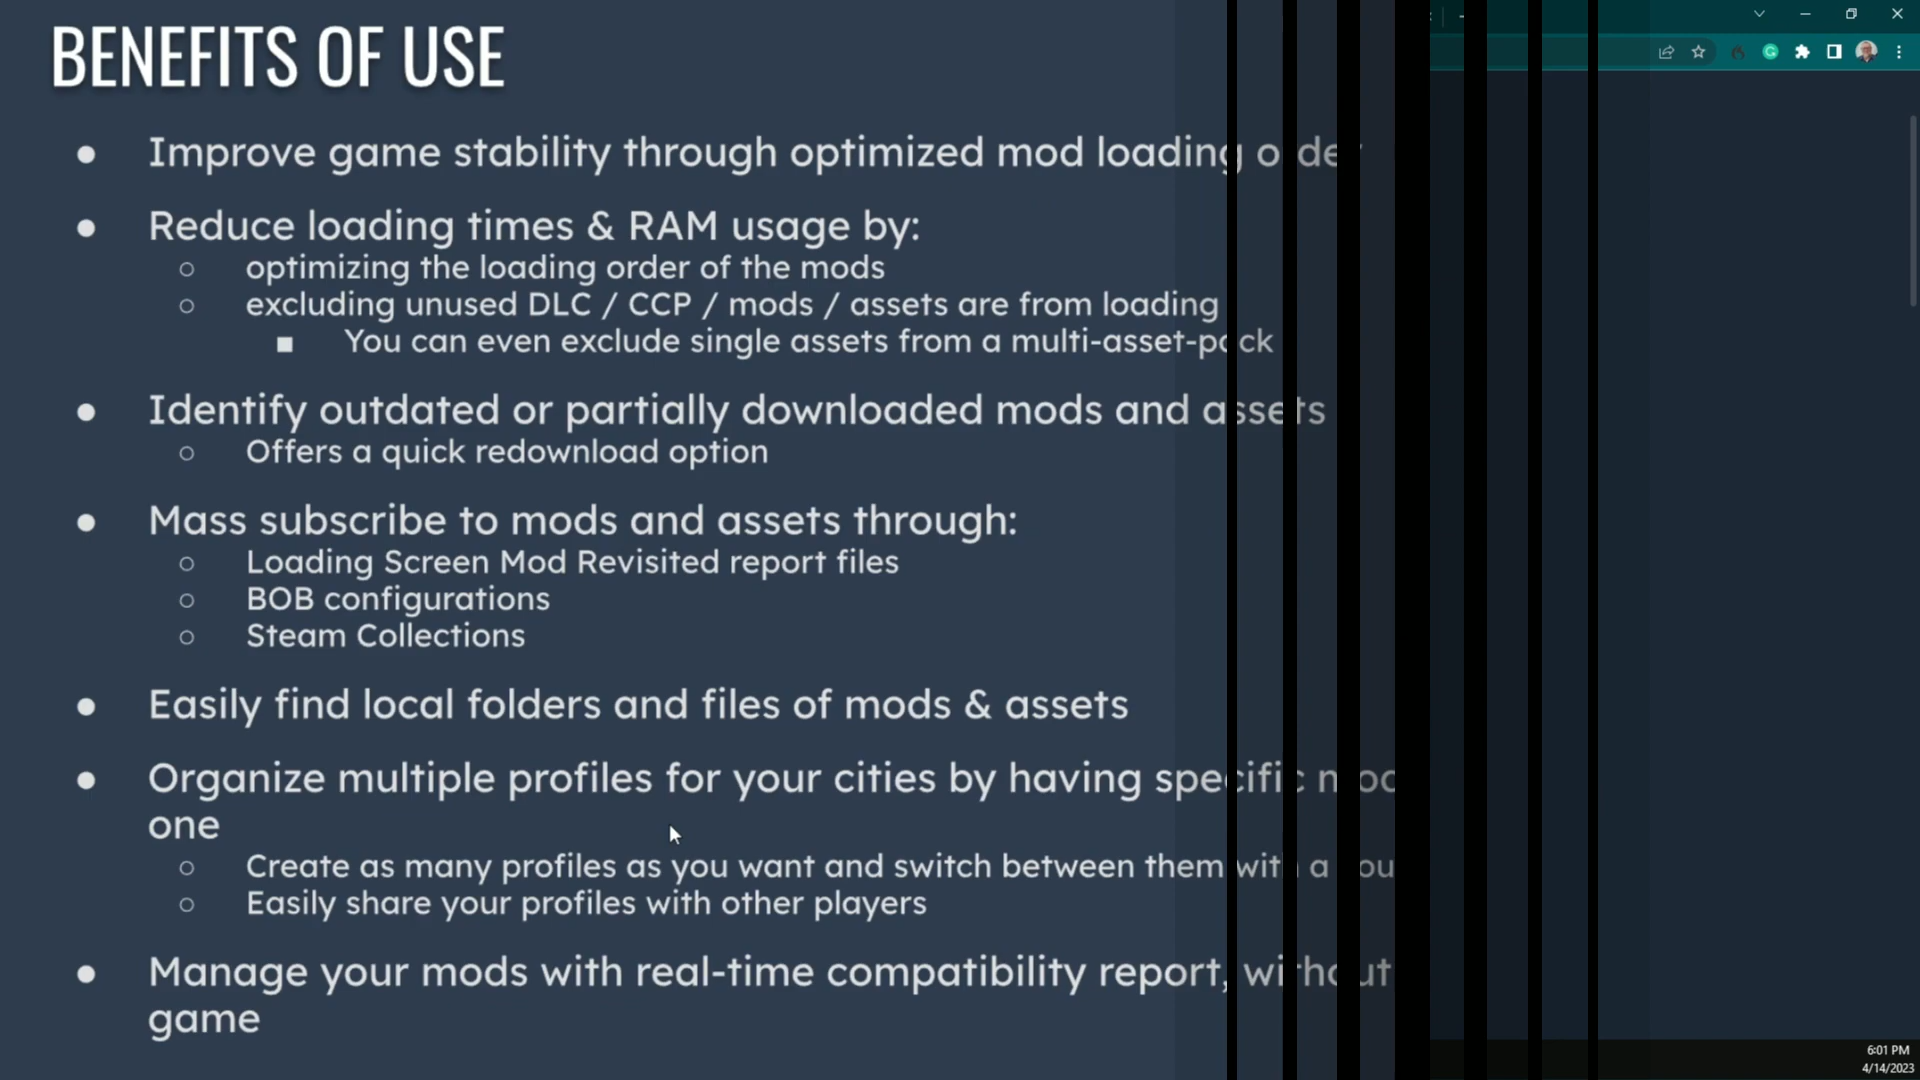 BENEFITS OF USE
● Improve game stability through optimized mod loading order
● Reduce loading times & RAM usage by:
○ optimizing the loading order of the mods
○ excluding unused DLC / CCP / mods / assets are from loading
■ You can even exclude single assets from a multi-asset-pack
● Identify outdated or partially downloaded mods and assets
○ Offers a quick redownload option
● Mass subscribe to mods and assets through:
○ Loading Screen Mod Revisited report files
○ BOB configurations
○ Steam Collections
● Easily find local folders and files of mods & assets
● Organize multiple profiles for your cities by having specific
one
○ Create as many profiles as you want and switch between them with a
○ Easily share your profiles with other players
● Manage your mods with real-time compatibility report, without
game
6:01 PM
4/14/2023